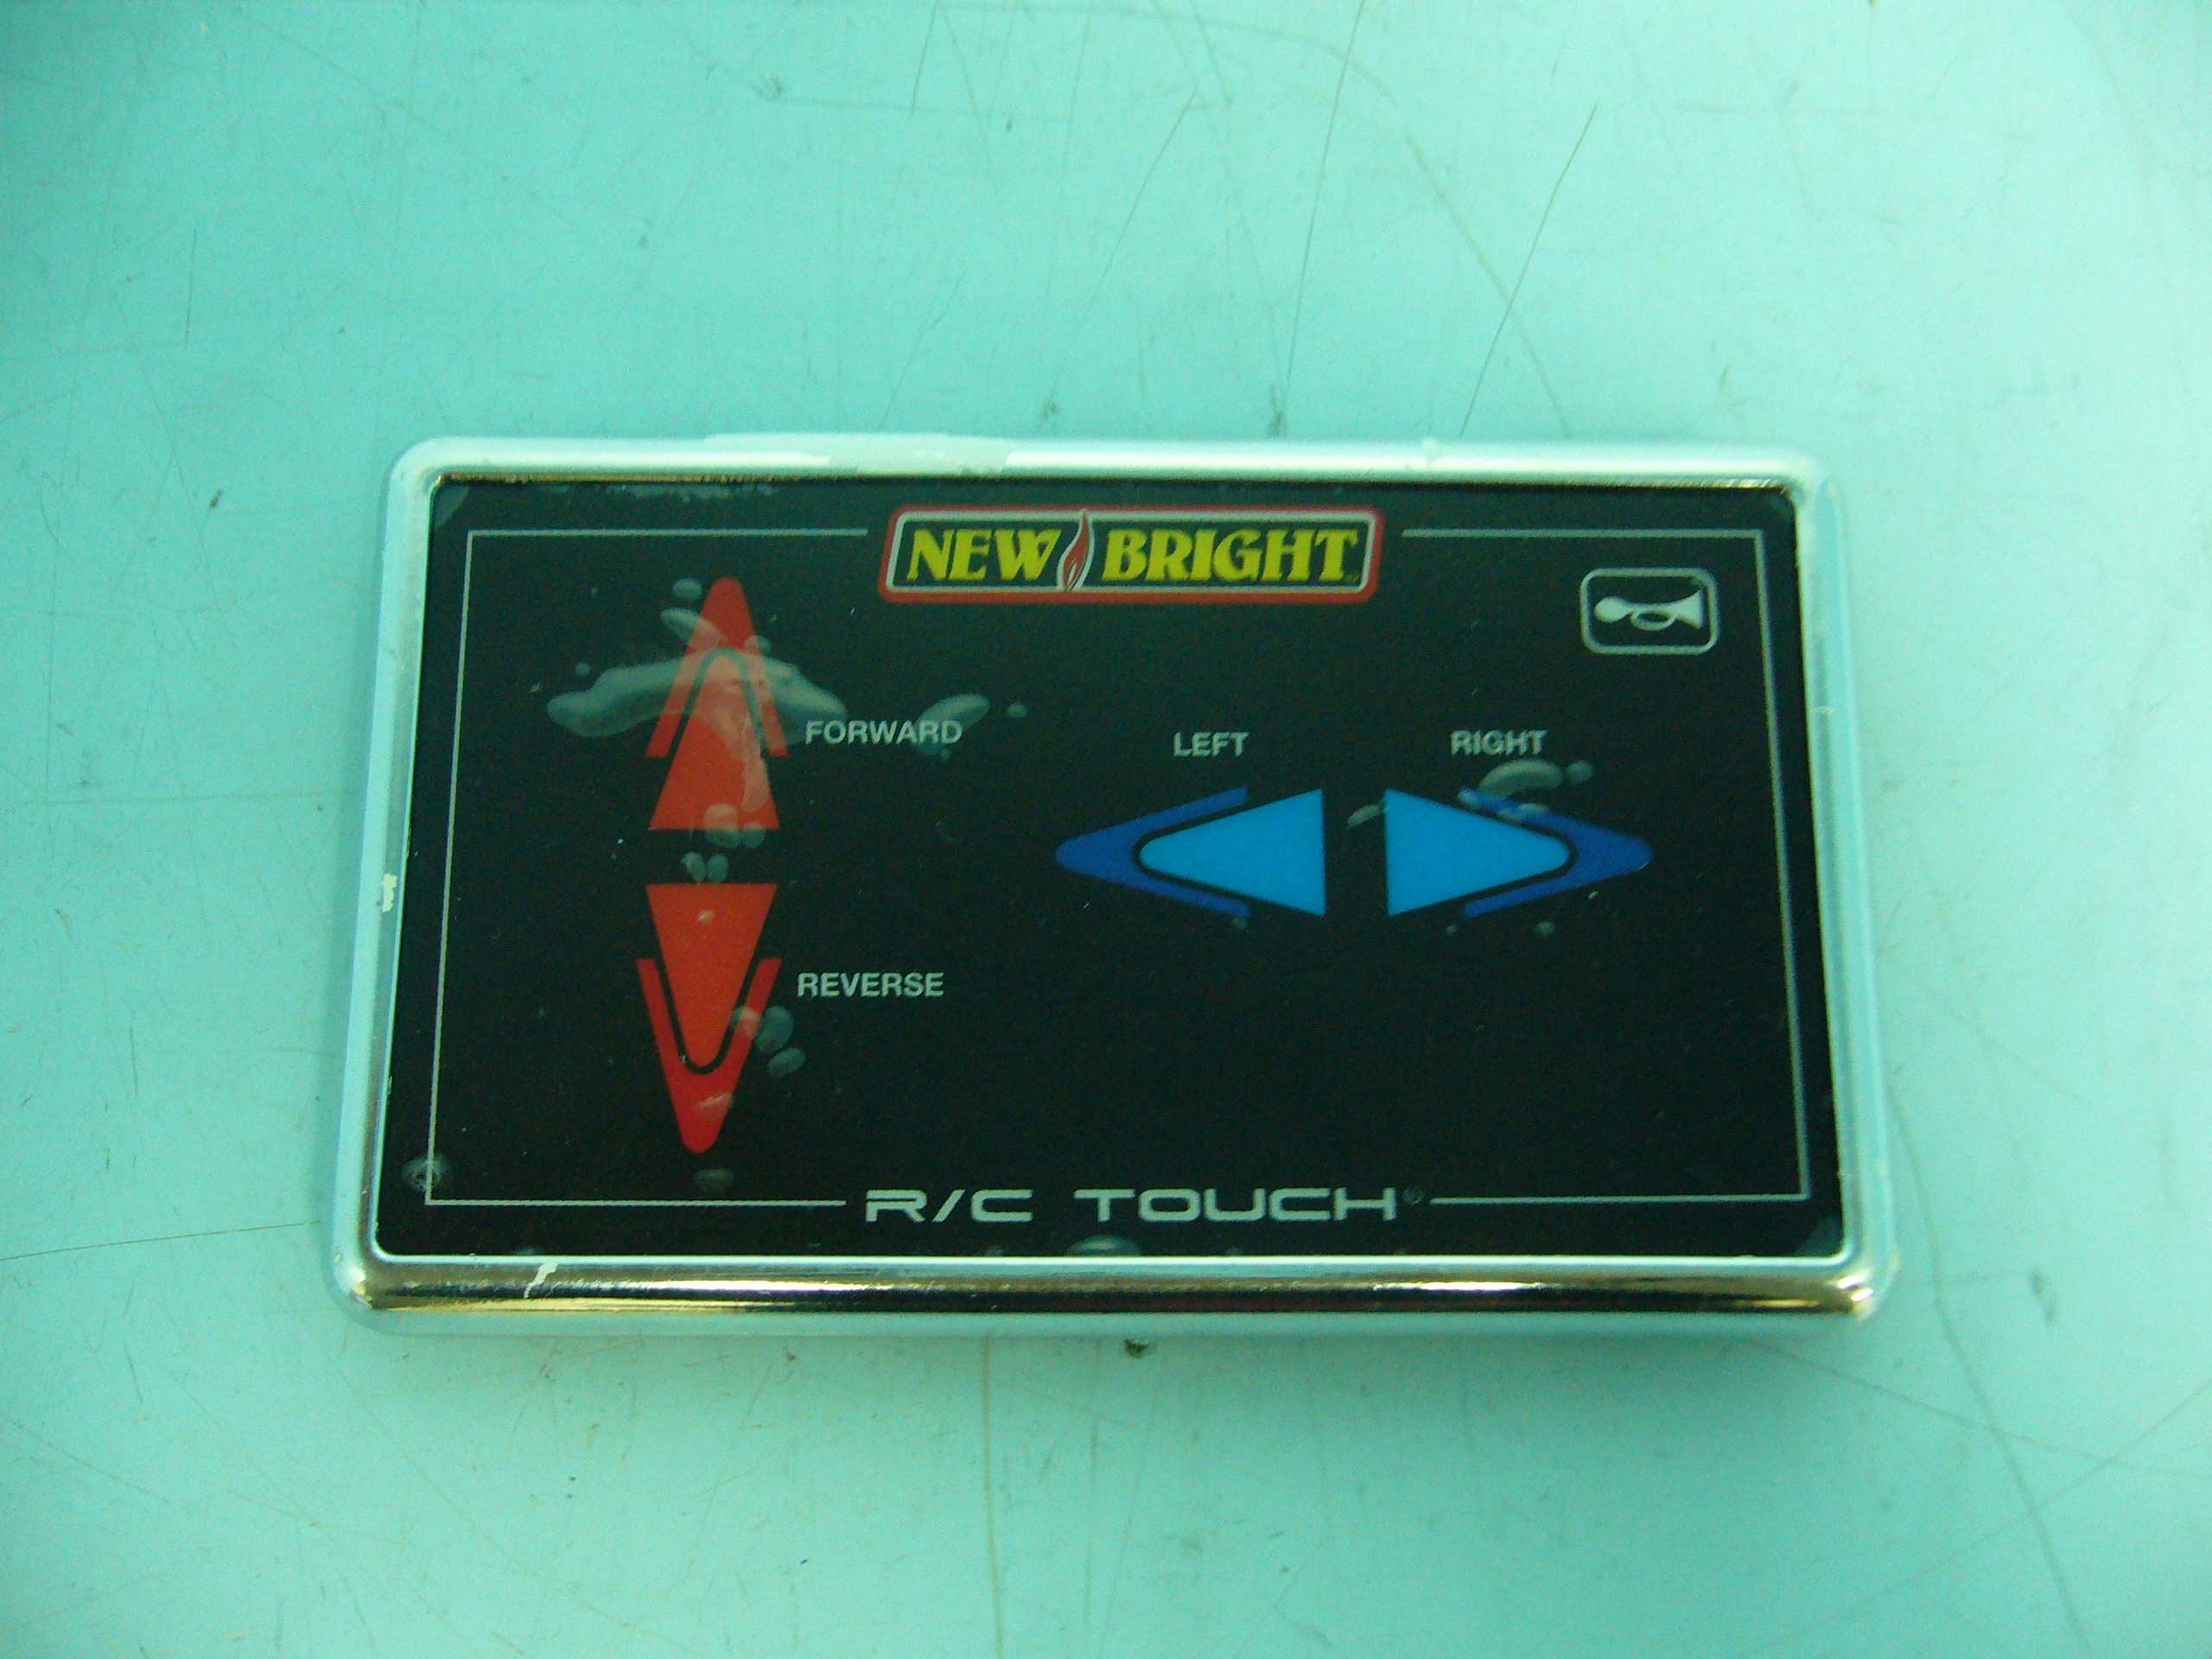 NEW BRIGHT
FORWARD
LEFT
RIGHT
REVERSE
R/C TOUCH